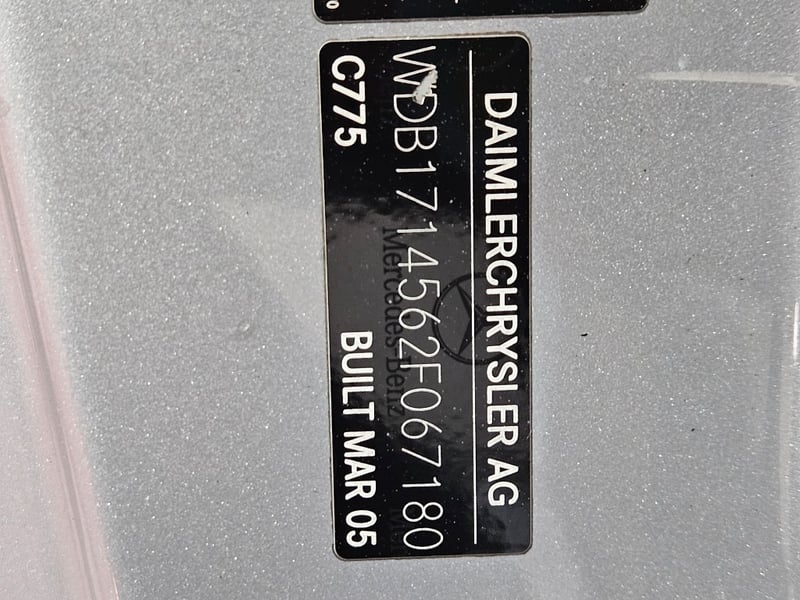 DAIMLERCHRYSLER AG
WDB1714562F067180
Mercedes-Benz
C775 BUILT MAR 05